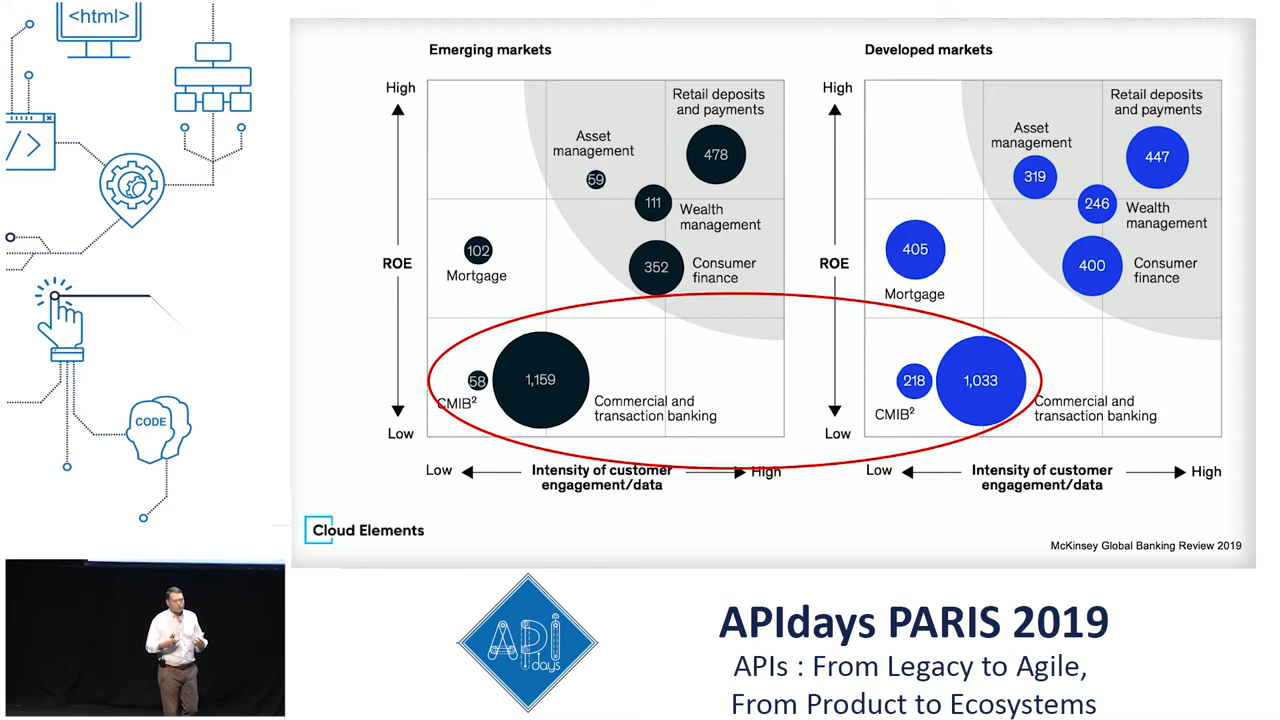 <html>
</>
CODE
Emerging markets
High
ROE
Low
Retail deposits
and payments
478
Asset
management
59
111
Wealth
management
102
Mortgage
352
Consumer
finance
58
CMIB²
1,159
Commercial and
transaction banking
Low
Intensity of customer
engagement/data
High
Developed markets
High
ROE
Low
Retail deposits
and payments
447
Asset
management
319
246
Wealth
management
405
Mortgage
400
Consumer
finance
218
CMIB²
1,033
Commercial and
transaction banking
Low
Intensity of customer
engagement/data
High
Cloud Elements
McKinsey Global Banking Review 2019
API
days
APIdays PARIS 2019
APIs : From Legacy to Agile,
From Product to Ecosystems